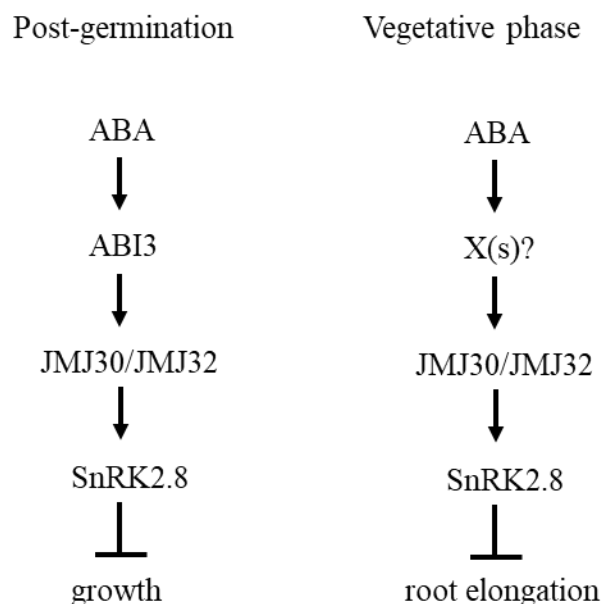 Post-germination
Vegetative phase
ABA
ABA
ABI3
X(s)?
JMJ30/JMJ32
JMJ30/JMJ32
SnRK2.8
SnRK2.8
growth
root elongation